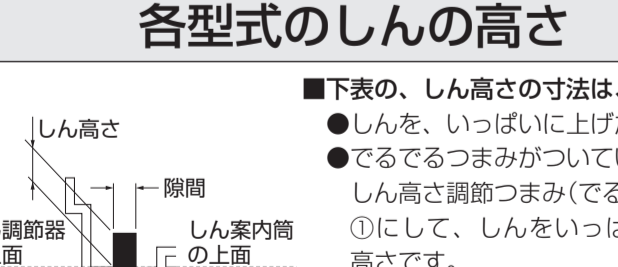 各型式のしんの高さ
しん高さ
隙間
調節器
面
しん案内筒
の上面
■下表の、しん高さの寸法は、
●しんを、いっぱいに上げ
●でるでるつまみがついて
しん高さ調節つまみ(でる
①にして、しんをいっ
高さです。